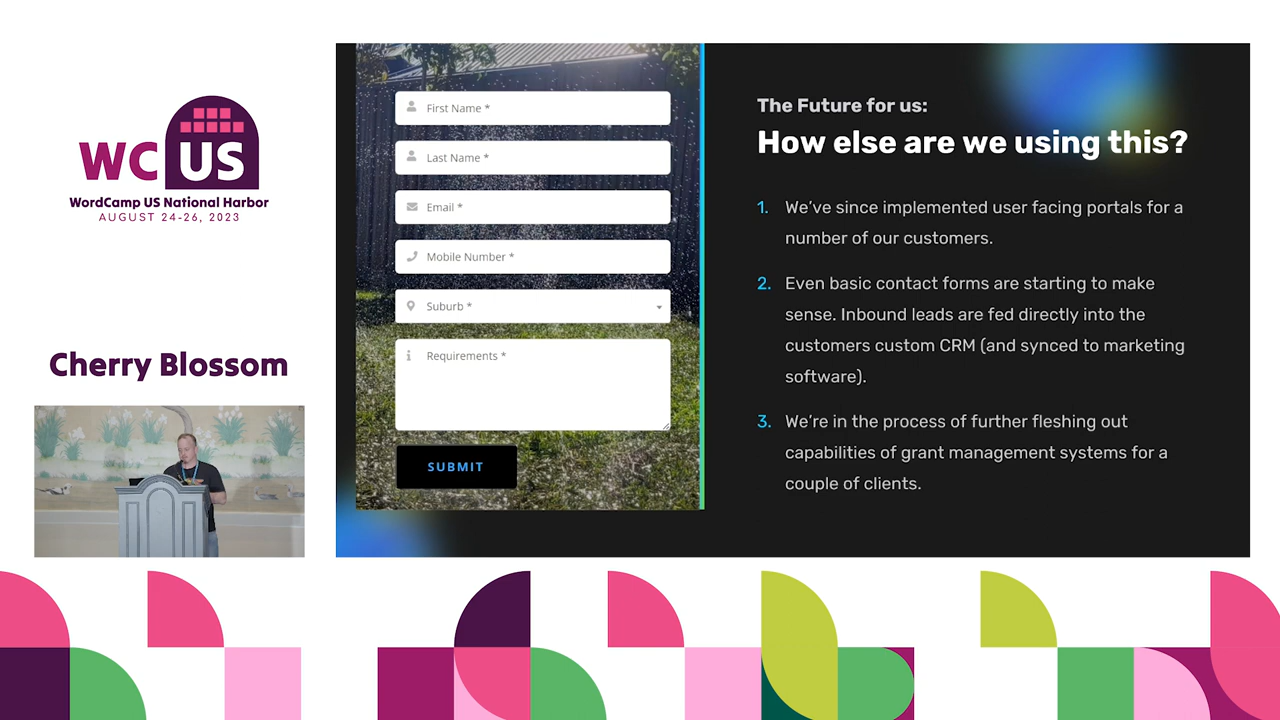 WC US
WordCamp US National Harbor
AUGUST 24-26, 2023
Cherry Blossom
First Name *
Last Name *
Email *
Mobile Number *
Suburb *
Requirements *
SUBMIT
The Future for us:
How else are we using this?
1. We've since implemented user facing portals for a
number of our customers.
2. Even basic contact forms are starting to make
sense. Inbound leads are fed directly into the
customers custom CRM (and synced to marketing
software).
3. We're in the process of further fleshing out
capabilities of grant management systems for a
couple of clients.